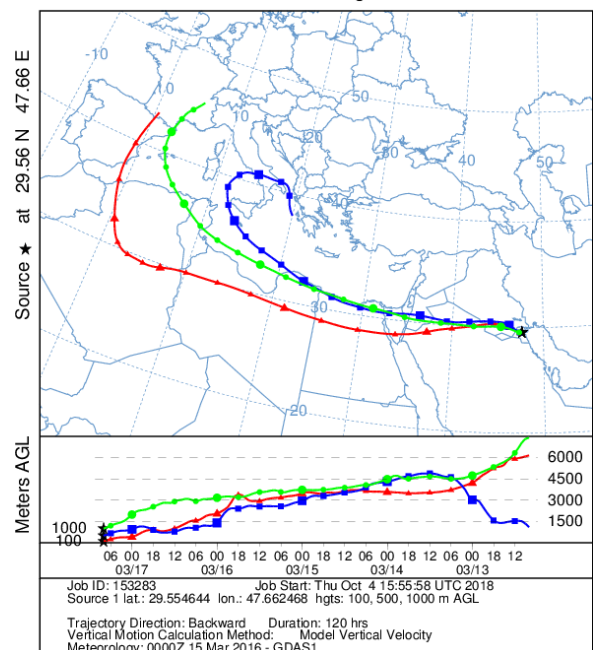 Source ★ at 29.56 N 47.66 E
-10
0
10
20
30
40
50
50
40
30
20
Meters AGL
6000
4500
3000
1500
1000
100
06 00 18 12 06 00 18 12 06 00 18 12 06 00 18 12 06 00 18 12
03/17 03/16 03/15 03/14 03/13
Job ID: 153283 Job Start: Thu Oct 4 15:55:58 UTC 2018
Source 1 lat.: 29.554644 lon.: 47.662468 hgts: 100, 500, 1000 m AGL
Trajectory Direction: Backward Duration: 120 hrs
Vertical Motion Calculation Method: Model Vertical Velocity
Meteorology: 0000Z 15 Mar 2016 - GDAS1